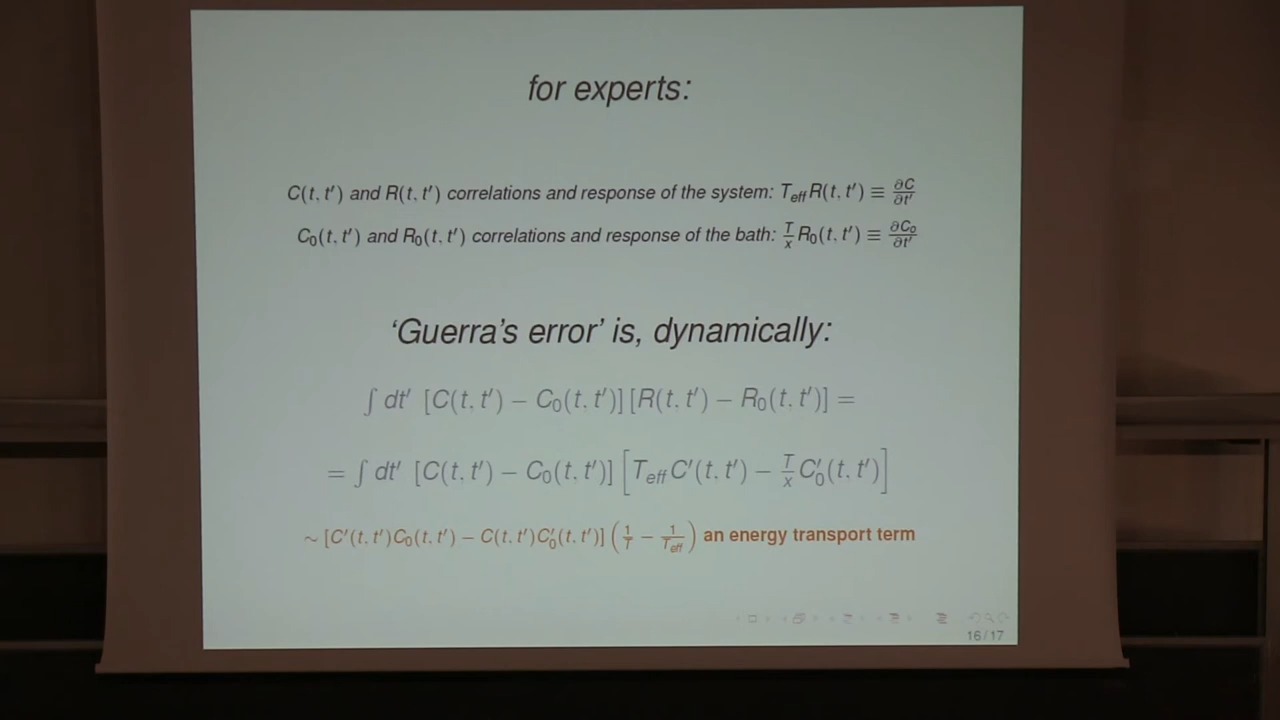 for experts:
C(t, t′) and R(t, t′) correlations and response of the system: T_eff R(t, t′) ≡ ∂C/∂t′
C₀(t, t′) and R₀(t, t′) correlations and response of the bath: T/x R₀(t, t′) ≡ ∂C₀/∂t′
‘Guerra’s error’ is, dynamically:
∫ dt′ [C(t, t′) − C₀(t, t′)] [R(t, t′) − R₀(t, t′)] =
= ∫ dt′ [C(t, t′) − C₀(t, t′)] [T_eff C′(t, t′) − T/x C′₀(t, t′)]
∼ [C′(t, t′)C₀(t, t′) − C(t, t′)C′₀(t, t′)] (1/T − 1/T_eff) an energy transport term
16/17